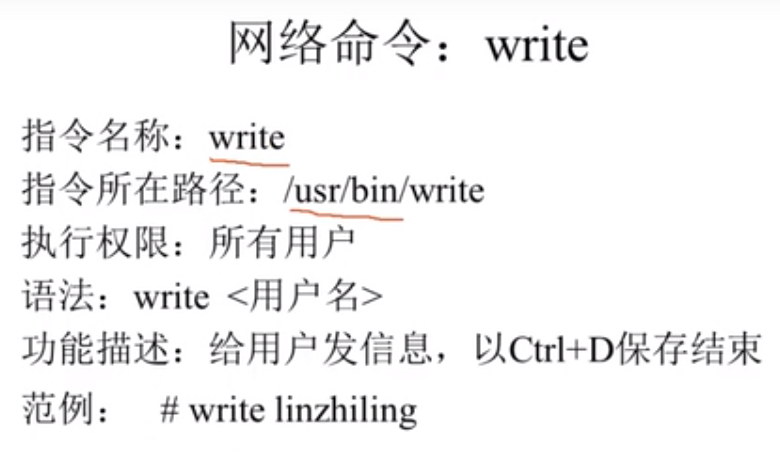 网络命令：write
指令名称：write
指令所在路径：/usr/bin/write
执行权限：所有用户
语法：write <用户名>
功能描述：给用户发信息，以Ctrl+D保存结束
范例： # write linzhiling